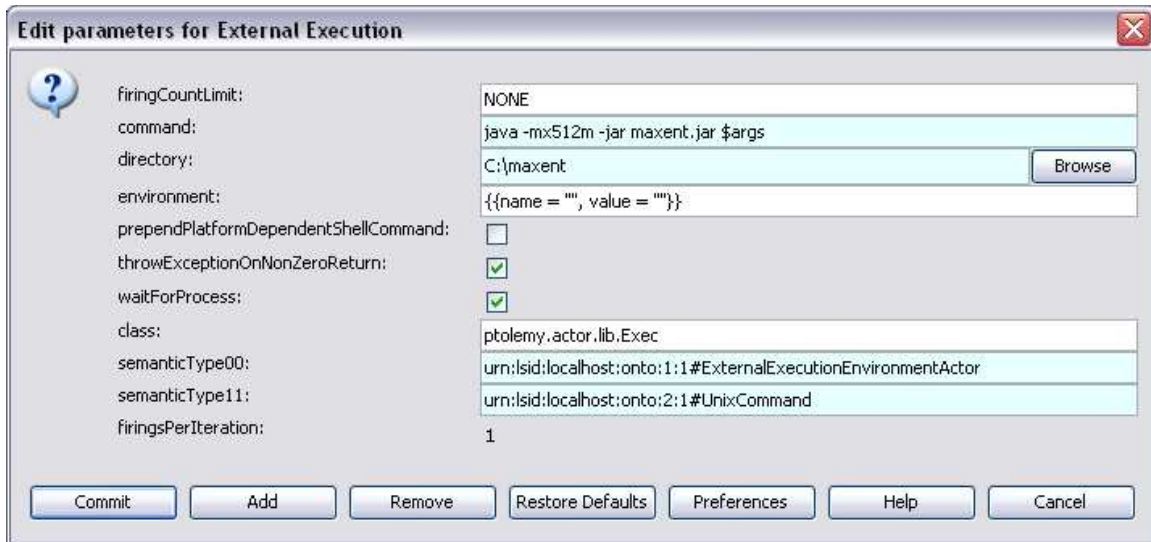 Edit parameters for External Execution
firingCountLimit: NONE
command: java -mx512m -jar maxent.jar $args
directory: C:\maxent Browse
environment: {{name = "", value = ""}}
prependPlatformDependentShellCommand:
throwExceptionOnNonZeroReturn:
waitForProcess:
class: ptolemy.actor.lib.Exec
semanticType00: urn:lsid:localhost:onto:1:1#ExternalExecutionEnvironmentActor
semanticType11: urn:lsid:localhost:onto:2:1#UnixCommand
firingsPerIteration: 1
Commit Add Remove Restore Defaults Preferences Help Cancel